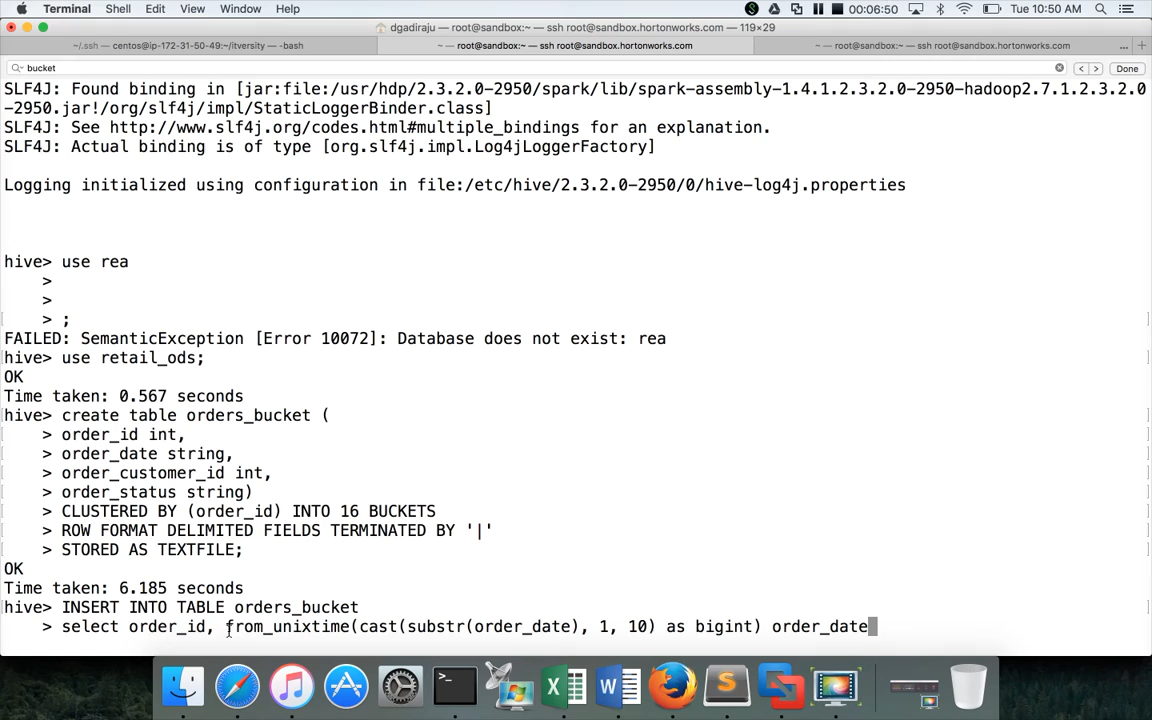 Terminal Shell Edit View Window Help 00:06:50 Tue 10:50 AM
dgadiraju — root@sandbox:~ — ssh root@sandbox.hortonworks.com — 119×29
~/.ssh — centos@ip-172-31-50-49:~/itversity — -bash ~ — root@sandbox:~ — ssh root@sandbox.hortonworks.com ~ — root@sandbox:~ — ssh root@sandbox.hortonworks.com ... +
bucket < > Done
SLF4J: Found binding in [jar:file:/usr/hdp/2.3.2.0-2950/spark/lib/spark-assembly-1.4.1.2.3.2.0-2950-hadoop2.7.1.2.3.2.0
-2950.jar!/org/slf4j/impl/StaticLoggerBinder.class]
SLF4J: See http://www.slf4j.org/codes.html#multiple_bindings for an explanation.
SLF4J: Actual binding is of type [org.slf4j.impl.Log4jLoggerFactory]
Logging initialized using configuration in file:/etc/hive/2.3.2.0-2950/0/hive-log4j.properties
hive> use rea
>
>
> ;
FAILED: SemanticException [Error 10072]: Database does not exist: rea
hive> use retail_ods;
OK
Time taken: 0.567 seconds
hive> create table orders_bucket (
> order_id int,
> order_date string,
> order_customer_id int,
> order_status string)
> CLUSTERED BY (order_id) INTO 16 BUCKETS
> ROW FORMAT DELIMITED FIELDS TERMINATED BY '|'
> STORED AS TEXTFILE;
OK
Time taken: 6.185 seconds
hive> INSERT INTO TABLE orders_bucket
> select order_id, from_unixtime(cast(substr(order_date), 1, 10) as bigint) order_date